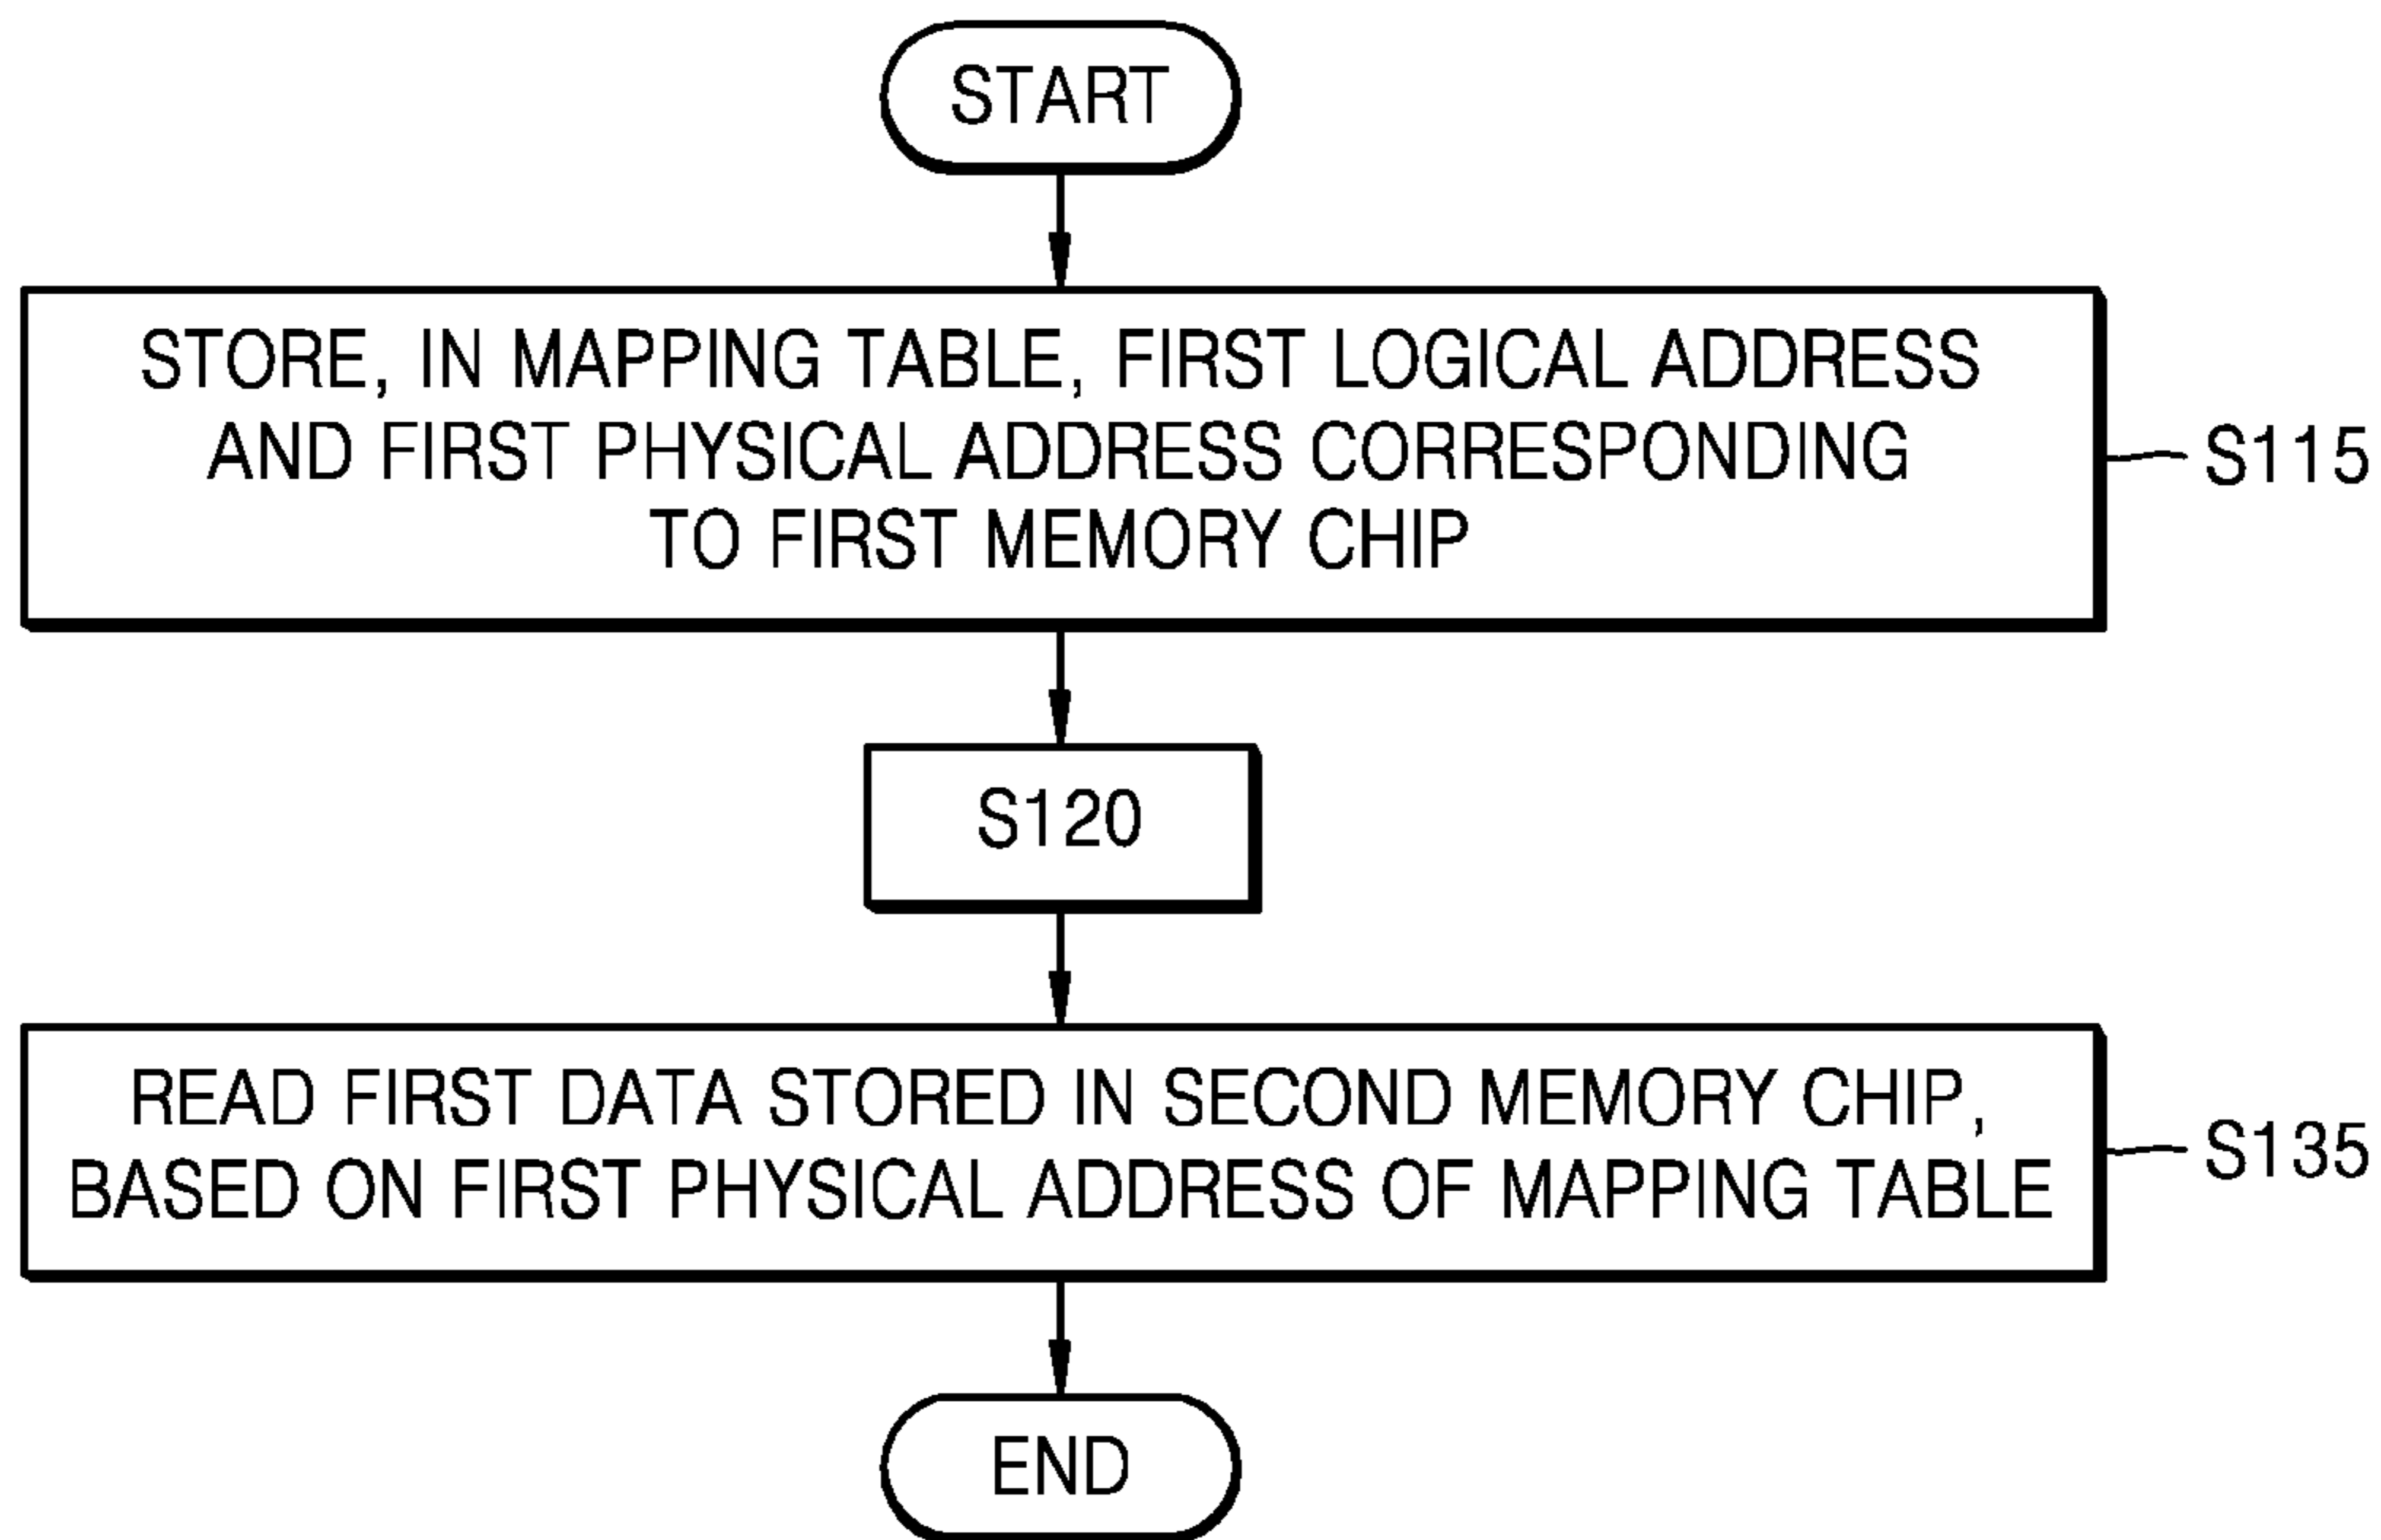 START
STORE, IN MAPPING TABLE, FIRST LOGICAL ADDRESS
AND FIRST PHYSICAL ADDRESS CORRESPONDING
TO FIRST MEMORY CHIP
S115
S120
READ FIRST DATA STORED IN SECOND MEMORY CHIP,
BASED ON FIRST PHYSICAL ADDRESS OF MAPPING TABLE
S135
END